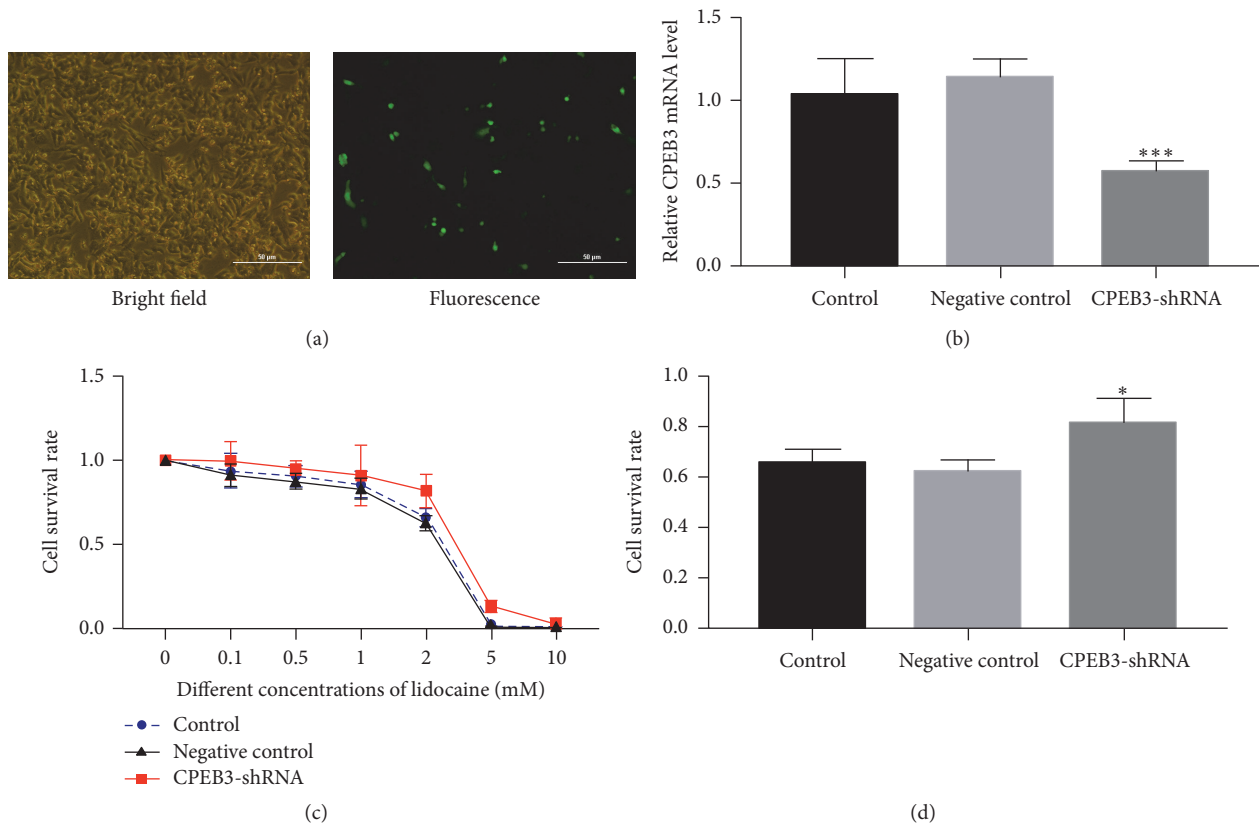 50 μm
50 μm
Bright field
Fluorescence
(a)
Relative CPEB3 mRNA level
1.5
1.0
0.5
0.0
***
Control
Negative control
CPEB3-shRNA
(b)
Cell survival rate
1.5
1.0
0.5
0.0
0
0.1
0.5
1
2
5
10
Different concentrations of lidocaine (mM)
Control
Negative control
CPEB3-shRNA
(c)
Cell survival rate
1.0
0.8
0.6
0.4
0.2
0.0
*
Control
Negative control
CPEB3-shRNA
(d)